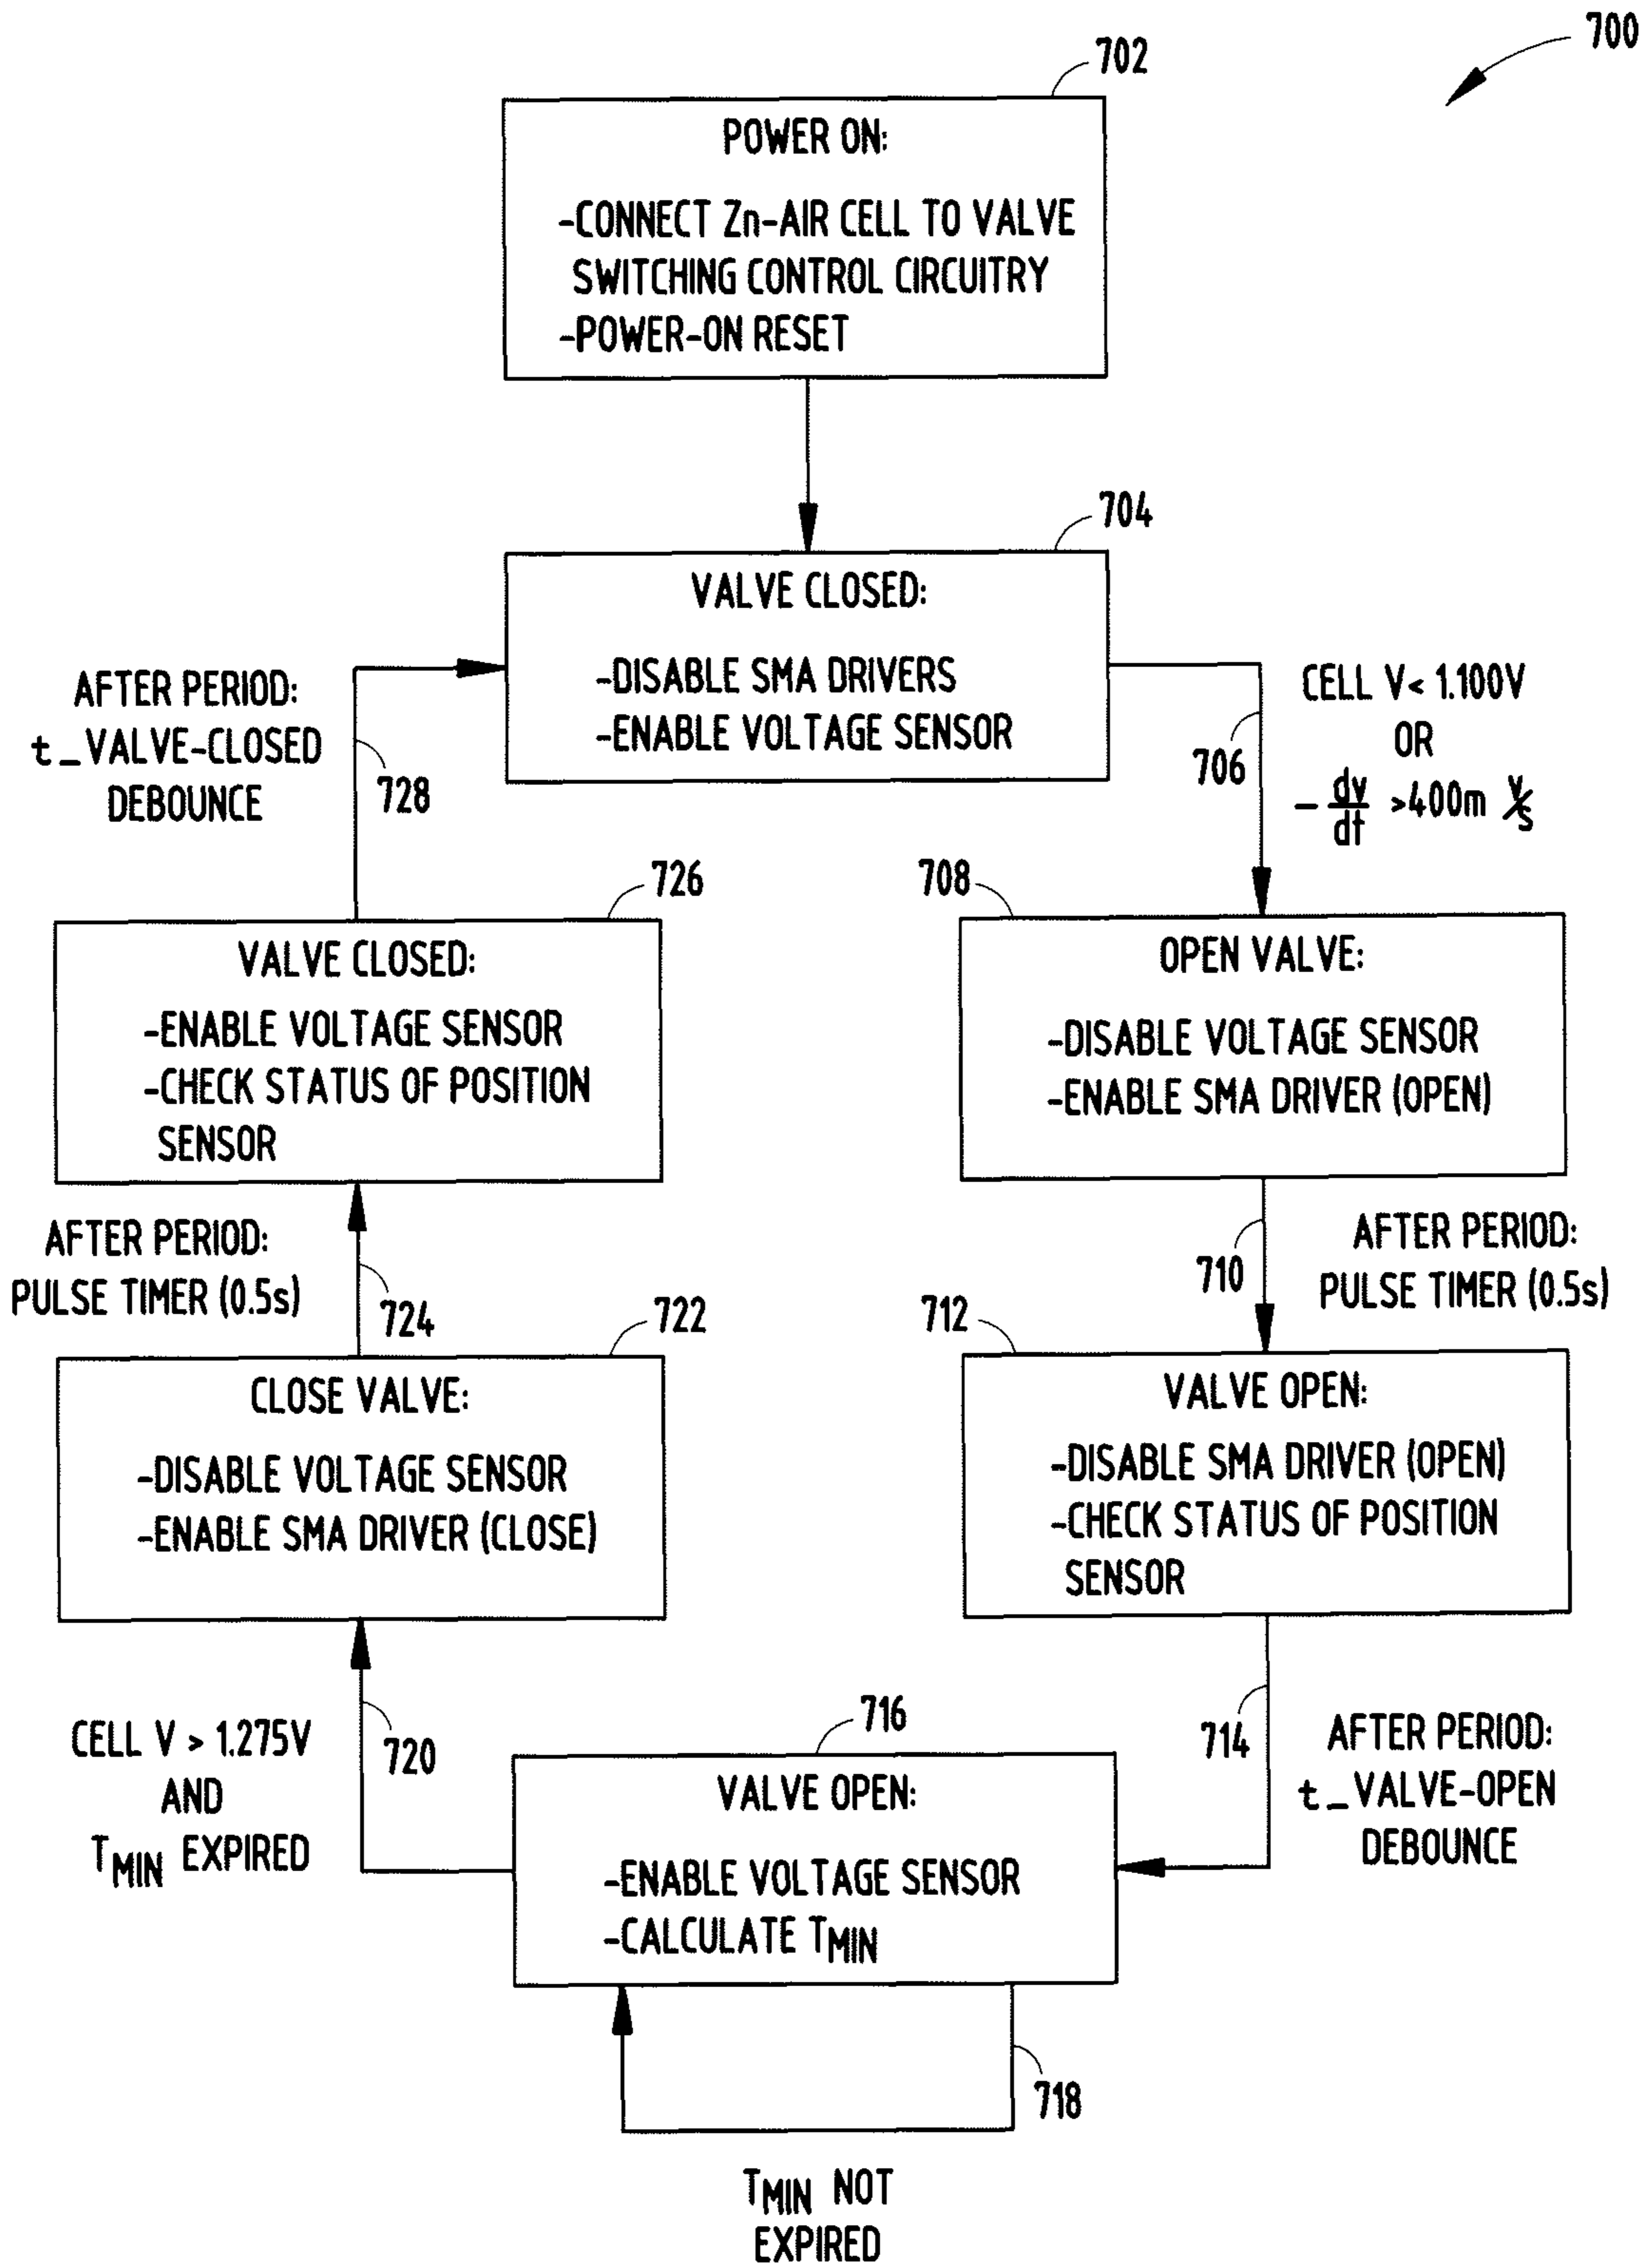 700
702
POWER ON:
-CONNECT Zn-AIR CELL TO VALVE
SWITCHING CONTROL CIRCUITRY
-POWER-ON RESET
704
VALVE CLOSED:
-DISABLE SMA DRIVERS
-ENABLE VOLTAGE SENSOR
CELL V< 1.100V
OR
- dv/dt >400m V/s
706
708
OPEN VALVE:
-DISABLE VOLTAGE SENSOR
-ENABLE SMA DRIVER (OPEN)
AFTER PERIOD:
PULSE TIMER (0.5s)
710
712
VALVE OPEN:
-DISABLE SMA DRIVER (OPEN)
-CHECK STATUS OF POSITION
SENSOR
714
AFTER PERIOD:
t_VALVE-OPEN
DEBOUNCE
716
VALVE OPEN:
-ENABLE VOLTAGE SENSOR
-CALCULATE TMIN
718
TMIN NOT
EXPIRED
CELL V > 1.275V
AND
TMIN EXPIRED
720
722
CLOSE VALVE:
-DISABLE VOLTAGE SENSOR
-ENABLE SMA DRIVER (CLOSE)
AFTER PERIOD:
PULSE TIMER (0.5s)
724
726
VALVE CLOSED:
-ENABLE VOLTAGE SENSOR
-CHECK STATUS OF POSITION
SENSOR
AFTER PERIOD:
t_VALVE-CLOSED
DEBOUNCE
728